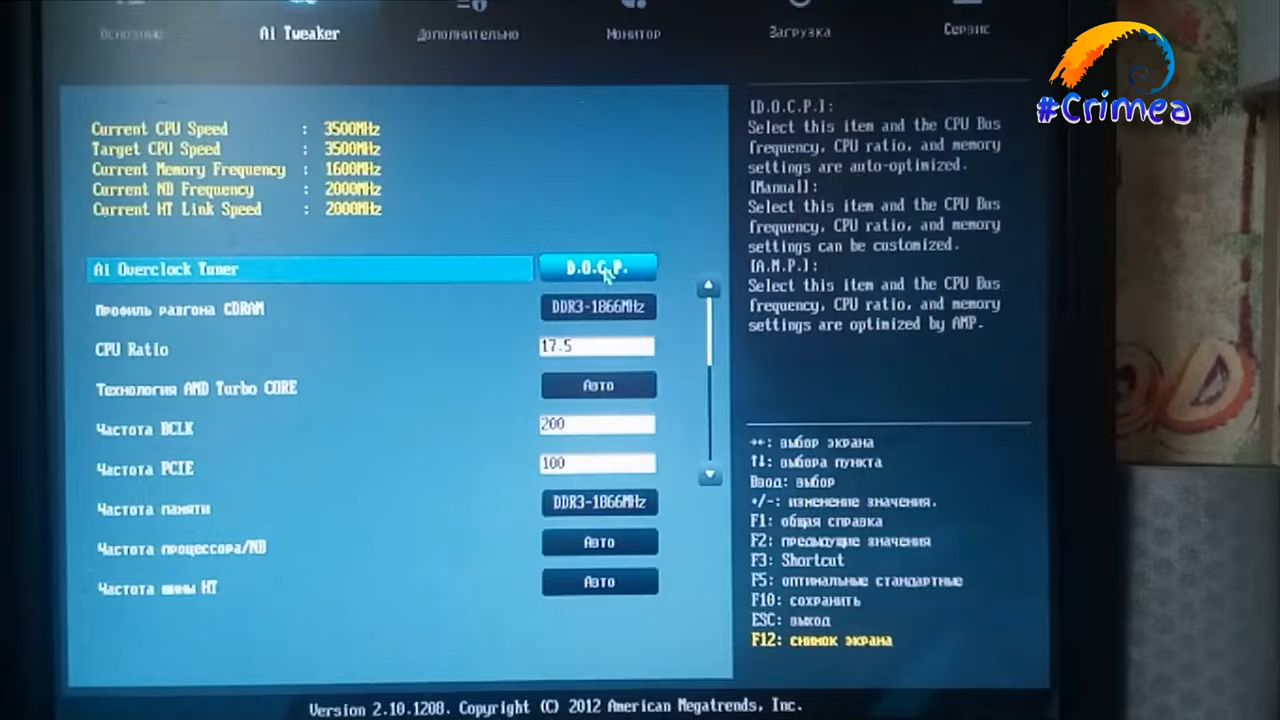 Основные Ai Tweaker Дополнительно Монитор Загрузка Сервис
#Crimea
Current CPU Speed : 3500MHz
Target CPU Speed : 3500MHz
Current Memory Frequency : 1600MHz
Current NB Frequency : 2000MHz
Current HT Link Speed : 2000MHz
Ai Overclock Tuner D.O.C.P.
Профиль разгона CDRAM DDR3-1866MHz
CPU Ratio 17.5
Технология AMD Turbo CORE Авто
Частота BCLK 200
Частота PCIE 100
Частота памяти DDR3-1866MHz
Частота процессора/NB Авто
Частота шины HT Авто
[D.O.C.P.]:
Select this item and the CPU Bus
frequency, CPU ratio, and memory
settings are auto-optimized.
[Manual]:
Select this item and the CPU Bus
frequency, CPU ratio, and memory
settings can be customized.
[A.M.P.]:
Select this item and the CPU Bus
frequency, CPU ratio, and memory
settings are optimized by AMP.
→←: выбор экрана
↑↓: выбора пункта
Ввод: выбор
+/-: изменение значения.
F1: общая справка
F2: предыдущие значения
F3: Shortcut
F5: оптимальные стандартные
F10: сохранить
ESC: выход
F12: снимок экрана
Version 2.10.1208. Copyright (C) 2012 American Megatrends, Inc.